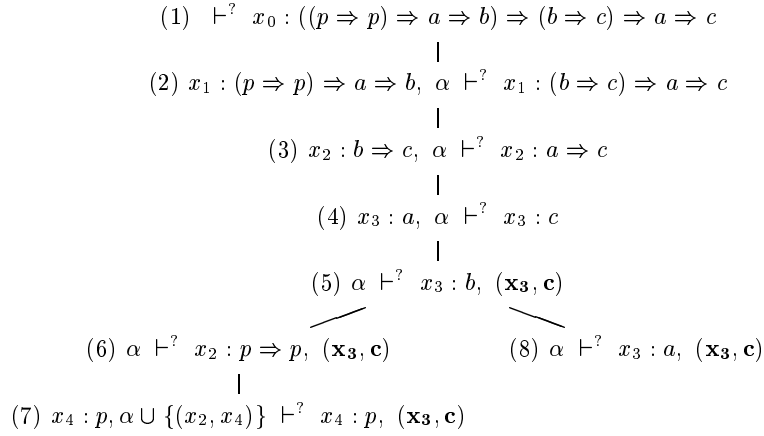 (1) ⊢? x₀ : ((p ⇒ p) ⇒ a ⇒ b) ⇒ (b ⇒ c) ⇒ a ⇒ c
(2) x₁ : (p ⇒ p) ⇒ a ⇒ b, α ⊢? x₁ : (b ⇒ c) ⇒ a ⇒ c
(3) x₂ : b ⇒ c, α ⊢? x₂ : a ⇒ c
(4) x₃ : a, α ⊢? x₃ : c
(5) α ⊢? x₃ : b, (x₃, c)
(6) α ⊢? x₂ : p ⇒ p, (x₃, c) (8) α ⊢? x₃ : a, (x₃, c)
(7) x₄ : p, α ∪ {(x₂, x₄)} ⊢? x₄ : p, (x₃, c)